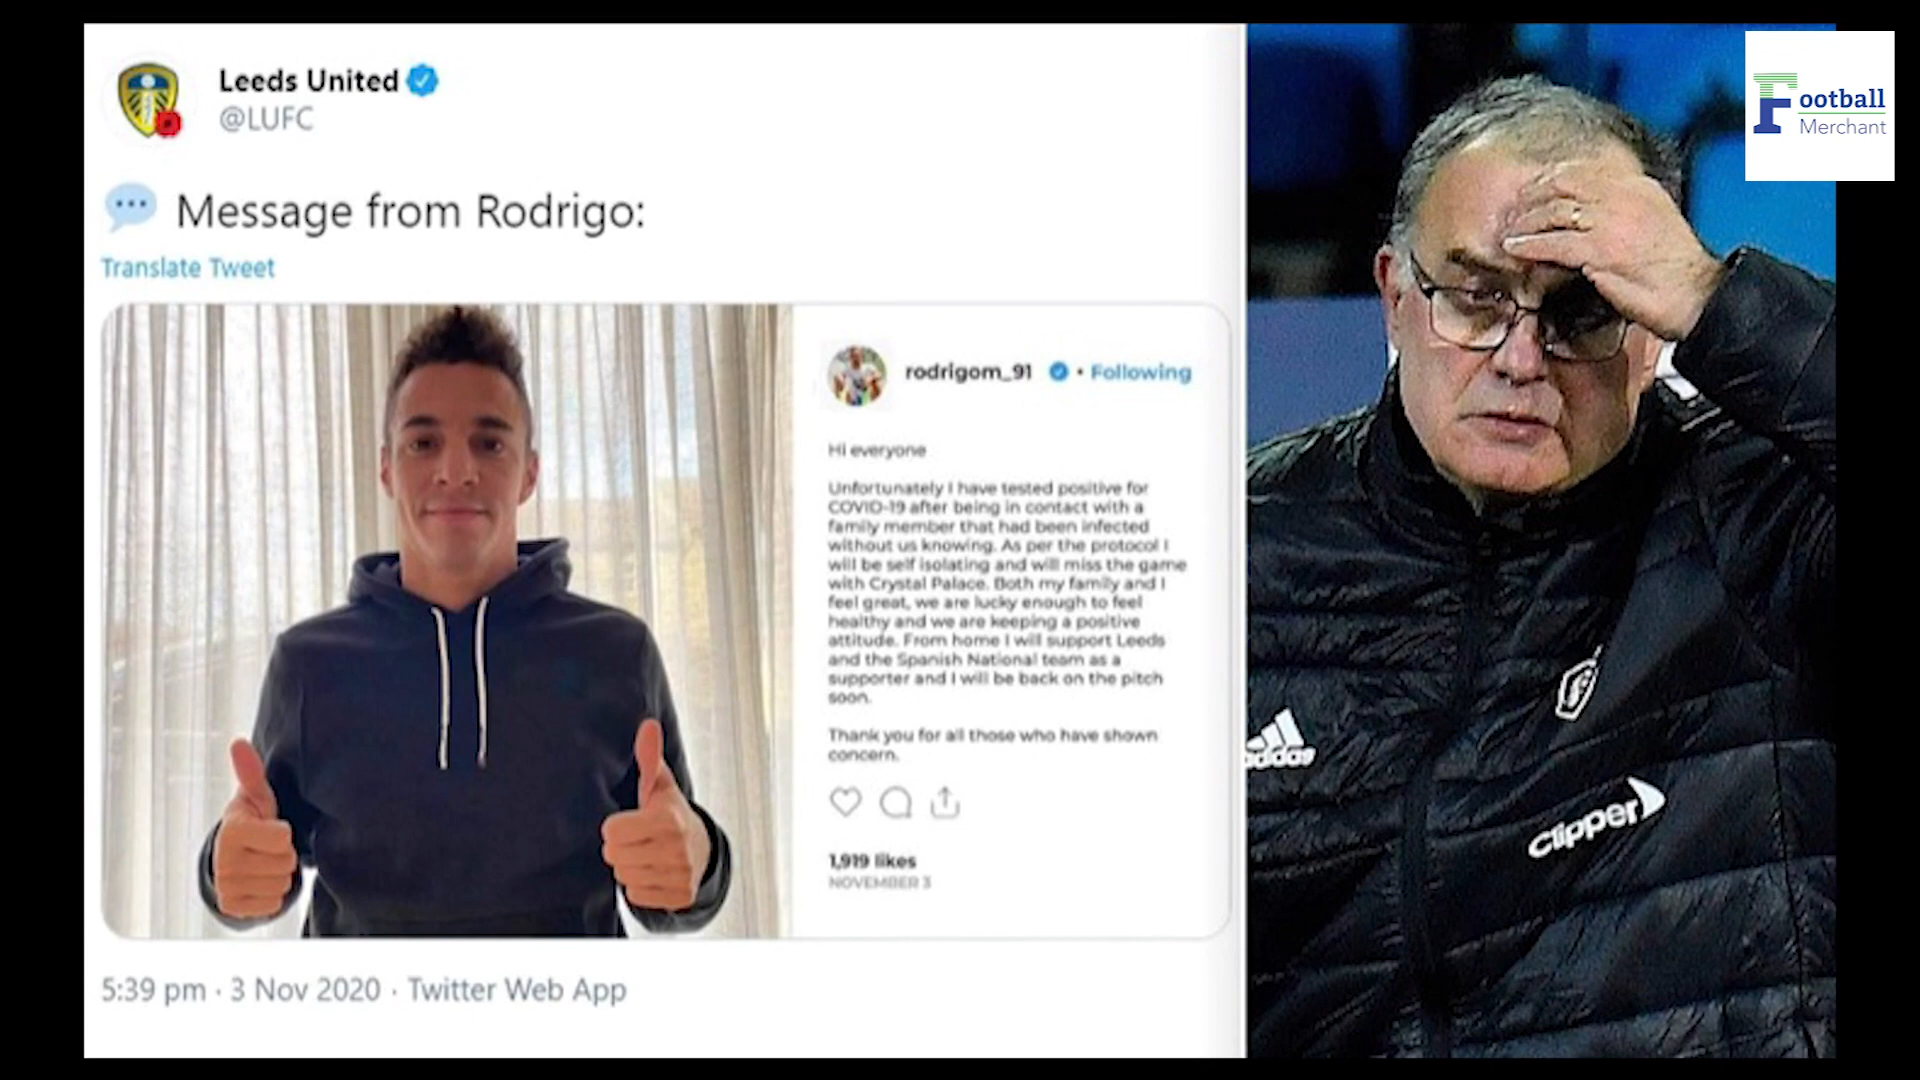 Leeds United
@LUFC
Message from Rodrigo:
Translate Tweet
rodrigom_91 • Following
Hi everyone
Unfortunately I have tested positive for
COVID-19 after being in contact with a
family member that had been infected
without us knowing. As per the protocol I
will be self isolating and will miss the game
with Crystal Palace. Both my family and I
feel great, we are lucky enough to feel
healthy and we are keeping a positive
attitude. From home I will support Leeds
and the Spanish National team as a
supporter and I will be back on the pitch
soon.
Thank you for all those who have shown
concern.
1,919 likes
NOVEMBER 3
5:39 pm · 3 Nov 2020 · Twitter Web App
Football
Merchant
adidas
Clipper